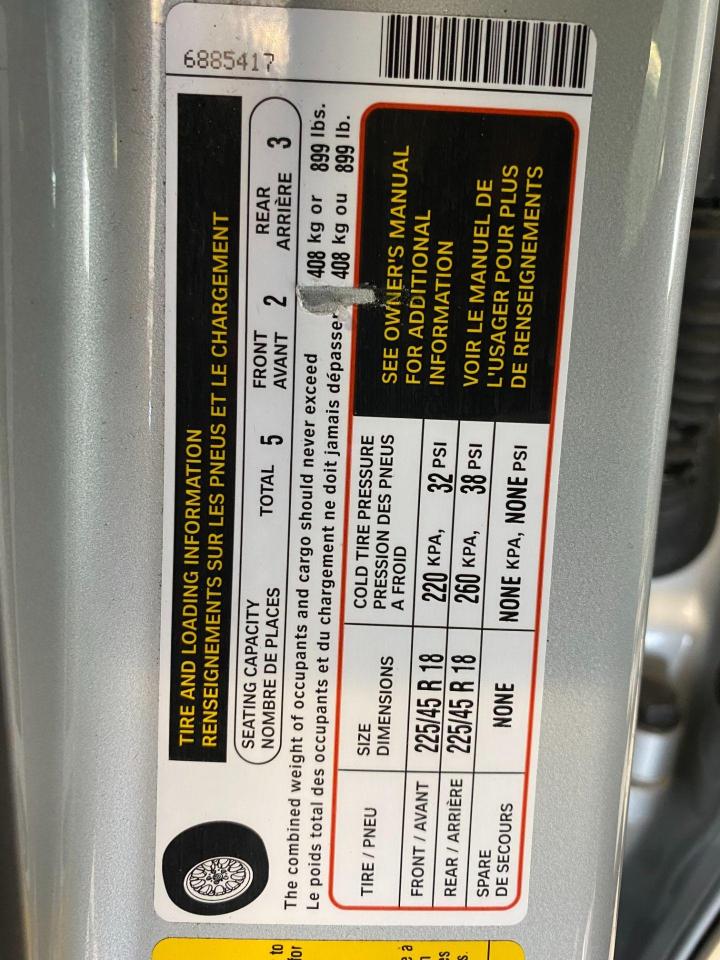 6885417
TIRE AND LOADING INFORMATION
RENSEIGNEMENTS SUR LES PNEUS ET LE CHARGEMENT
SEATING CAPACITY
NOMBRE DE PLACES
TOTAL 5
FRONT
AVANT 2
REAR
ARRIÈRE 3
The combined weight of occupants and cargo should never exceed 408 kg or 899 lbs.
Le poids total des occupants et du chargement ne doit jamais dépasser 408 kg ou 899 lb.
TIRE / PNEU
SIZE
DIMENSIONS
COLD TIRE PRESSURE
PRESSION DES PNEUS
A FROID
FRONT / AVANT 225/45 R 18 220 KPA, 32 PSI
REAR / ARRIÈRE 225/45 R 18 260 KPA, 38 PSI
SPARE
DE SECOURS NONE NONE KPA, NONE PSI
SEE OWNER'S MANUAL
FOR ADDITIONAL
INFORMATION
VOIR LE MANUEL DE
L'USAGER POUR PLUS
DE RENSEIGNEMENTS
to
for